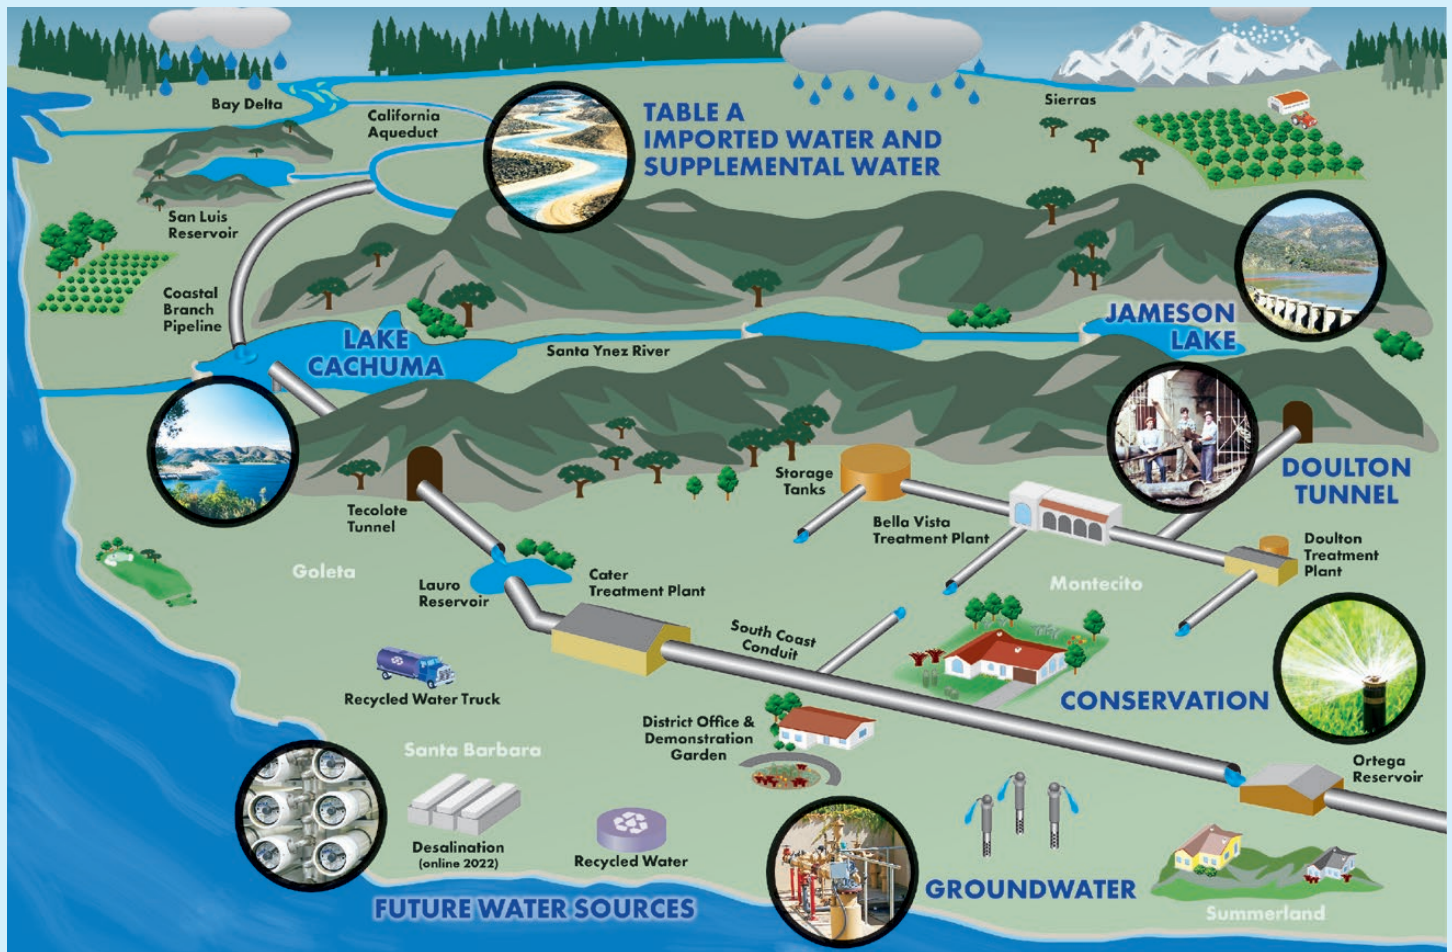 Bay Delta
California
Aqueduct
TABLE A
IMPORTED WATER AND
SUPPLEMENTAL WATER
Sierras
San Luis
Reservoir
Coastal
Branch
Pipeline
LAKE
CACHUMA
Santa Ynez River
JAMESON
LAKE
DOULTON
TUNNEL
Storage
Tanks
Tecolote
Tunnel
Bella Vista
Treatment Plant
Doulton
Treatment
Plant
Goleta
Lauro
Reservoir
Cater
Treatment Plant
Montecito
South Coast
Conduit
Recycled Water Truck
CONSERVATION
District Office &
Demonstration
Garden
Santa Barbara
Ortega
Reservoir
Desalination
(online 2022)
Recycled Water
GROUNDWATER
FUTURE WATER SOURCES
Summerland